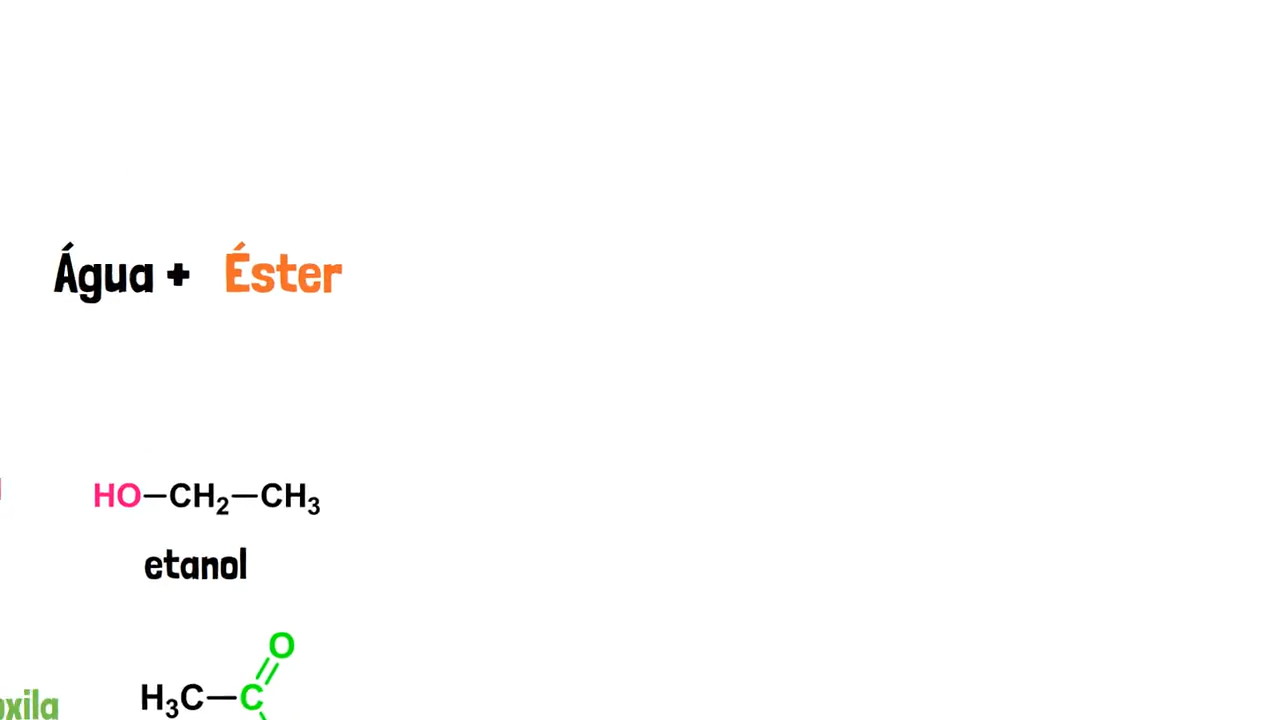 Água + Éster
HO–CH₂–CH₃
etanol
O
H₃C–C